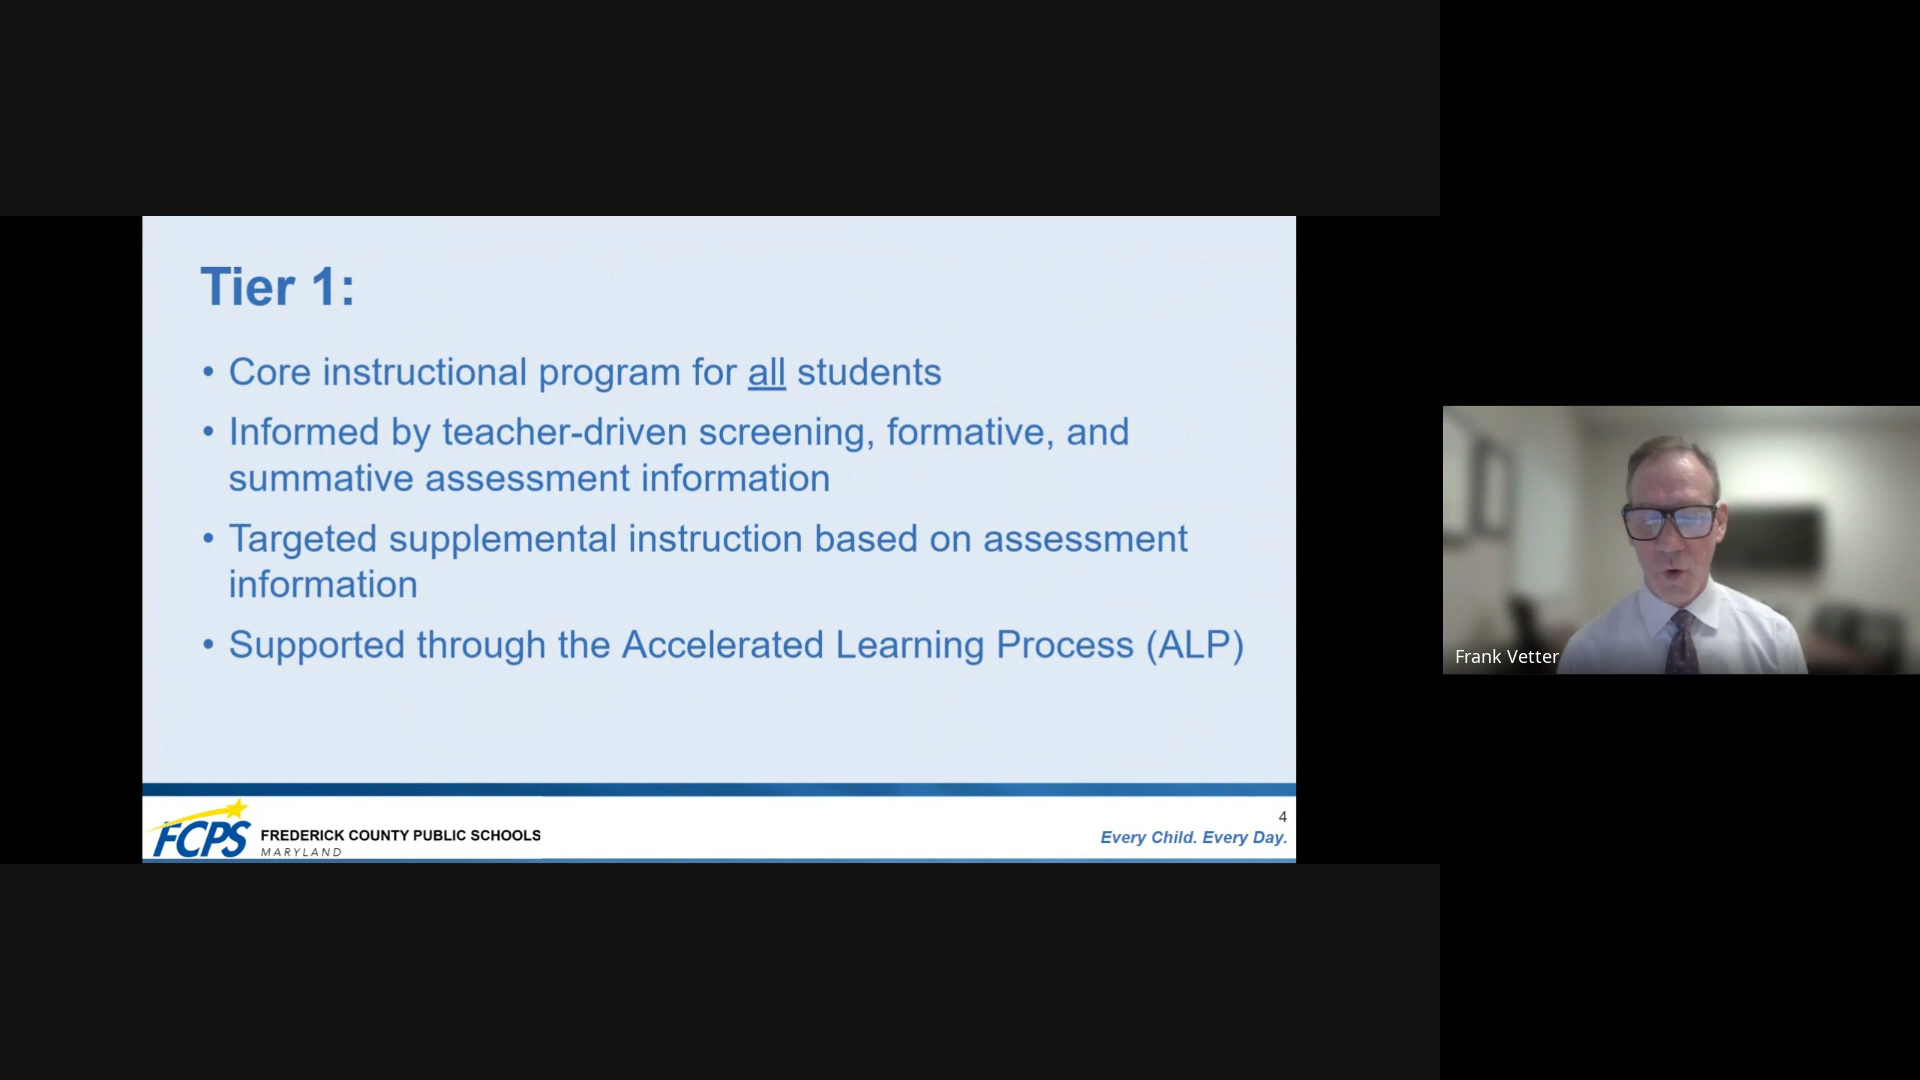 Tier 1:
• Core instructional program for all students
• Informed by teacher-driven screening, formative, and
summative assessment information
• Targeted supplemental instruction based on assessment
information
• Supported through the Accelerated Learning Process (ALP)
FCPS
FREDERICK COUNTY PUBLIC SCHOOLS
MARYLAND
4
Every Child. Every Day.
Frank Vetter